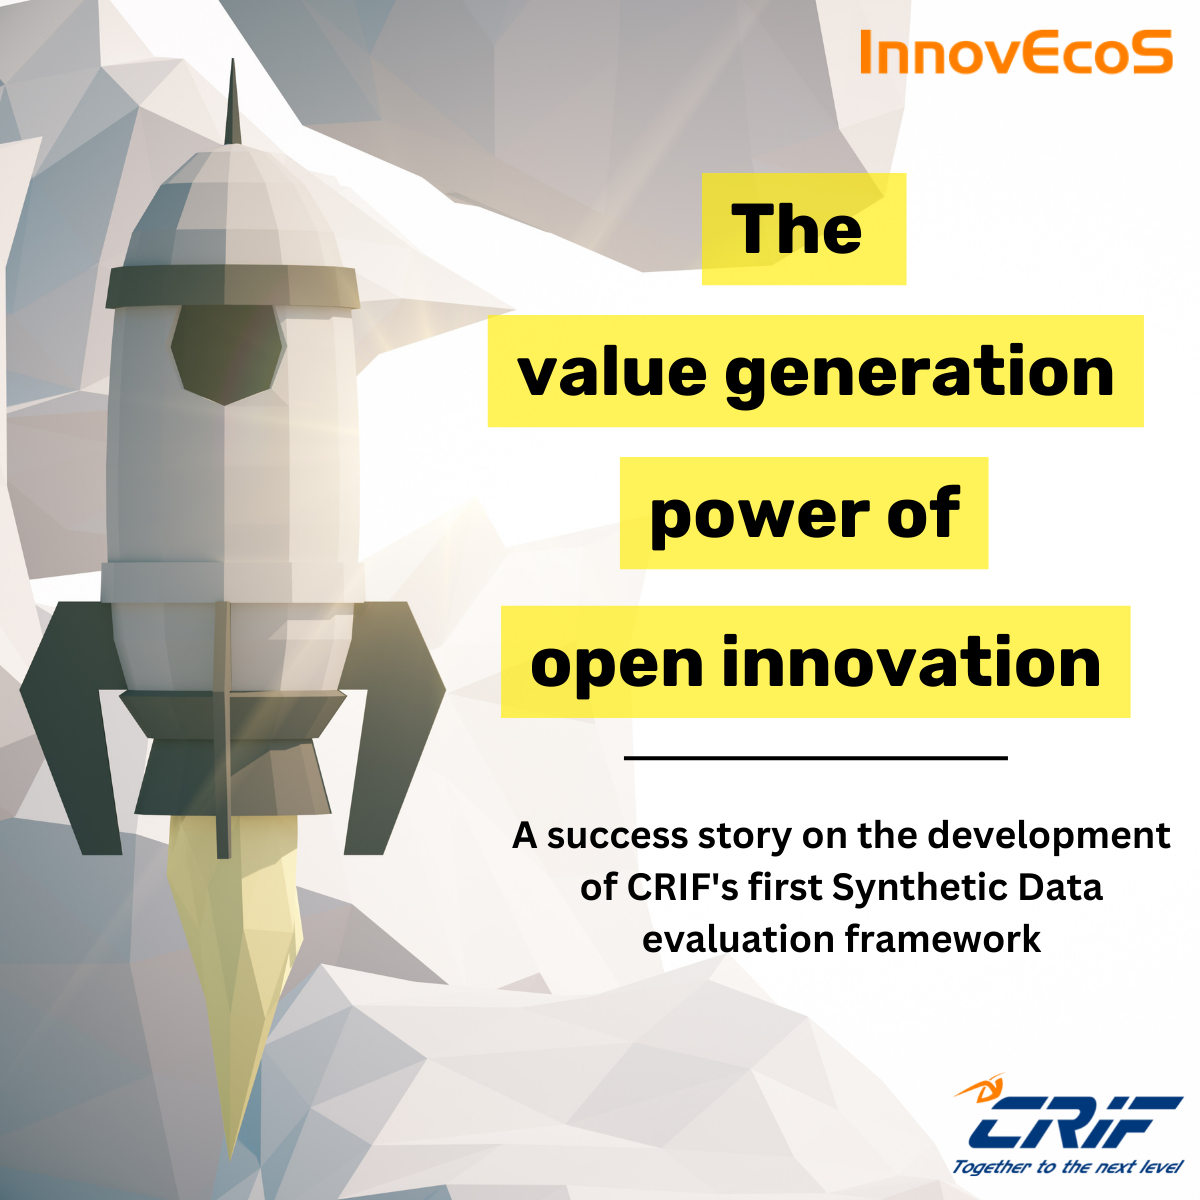 InnovEcoS
The
value generation
power of
open innovation
A success story on the development
of CRIF's first Synthetic Data
evaluation framework
CRIF
Together to the next level